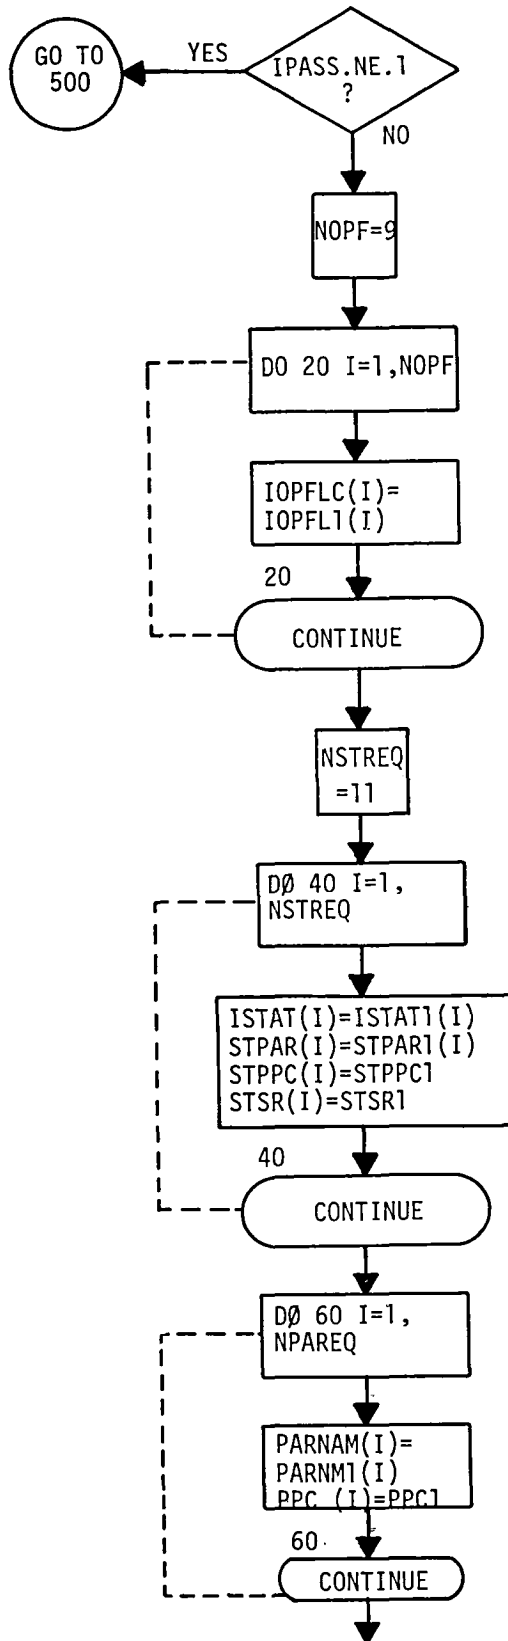 GO TO
500
YES
IPASS.NE.1
?
NO
NOPF=9
DO 20 I=1,NOPF
IOPFLC(I)=
IOPFL1(I)
20
CONTINUE
NSTREQ
=11
DØ 40 I=1,
NSTREQ
ISTAT(I)=ISTAT1(I)
STPAR(I)=STPAR1(I)
STPPC(I)=STPPC1
STSR(I)=STSR1
40
CONTINUE
DØ 60 I=1,
NPAREQ
PARNAM(I)=
PARNM1(I)
PPC (I)=PPC1
60
CONTINUE